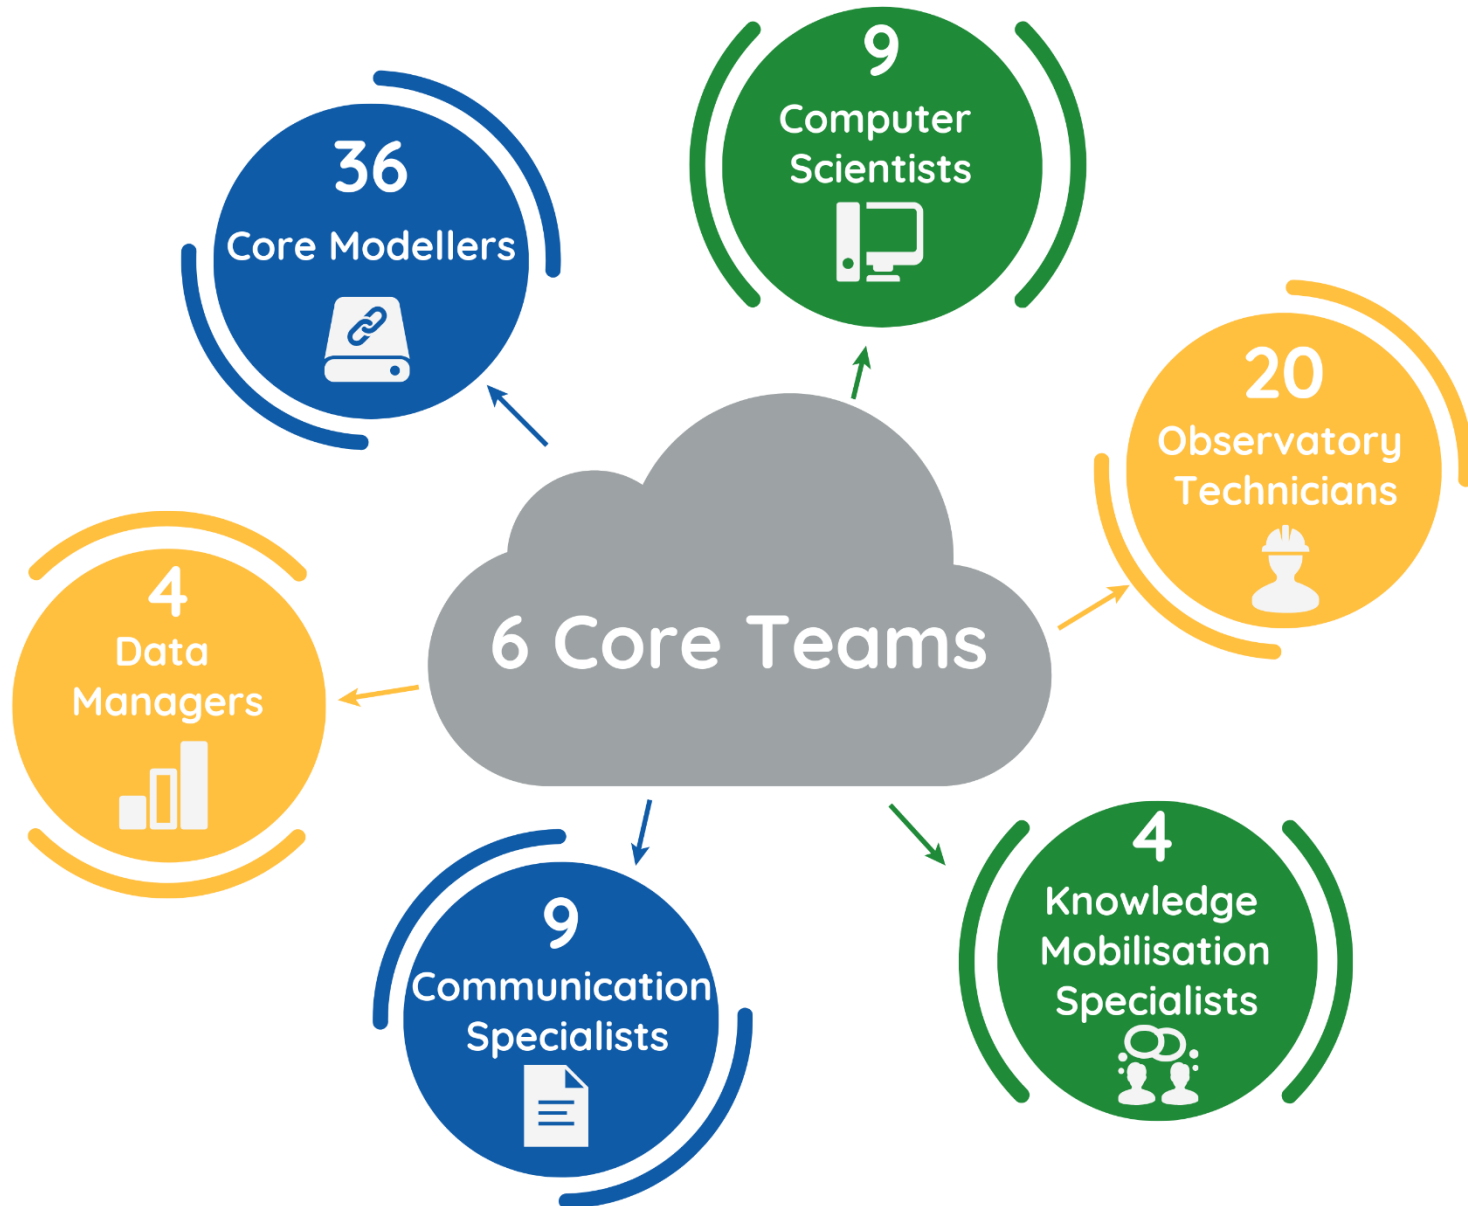 9
Computer
Scientists
36
Core Modellers
20
Observatory
Technicians
6 Core Teams
4
Data
Managers
9
Communication
Specialists
4
Knowledge
Mobilisation
Specialists